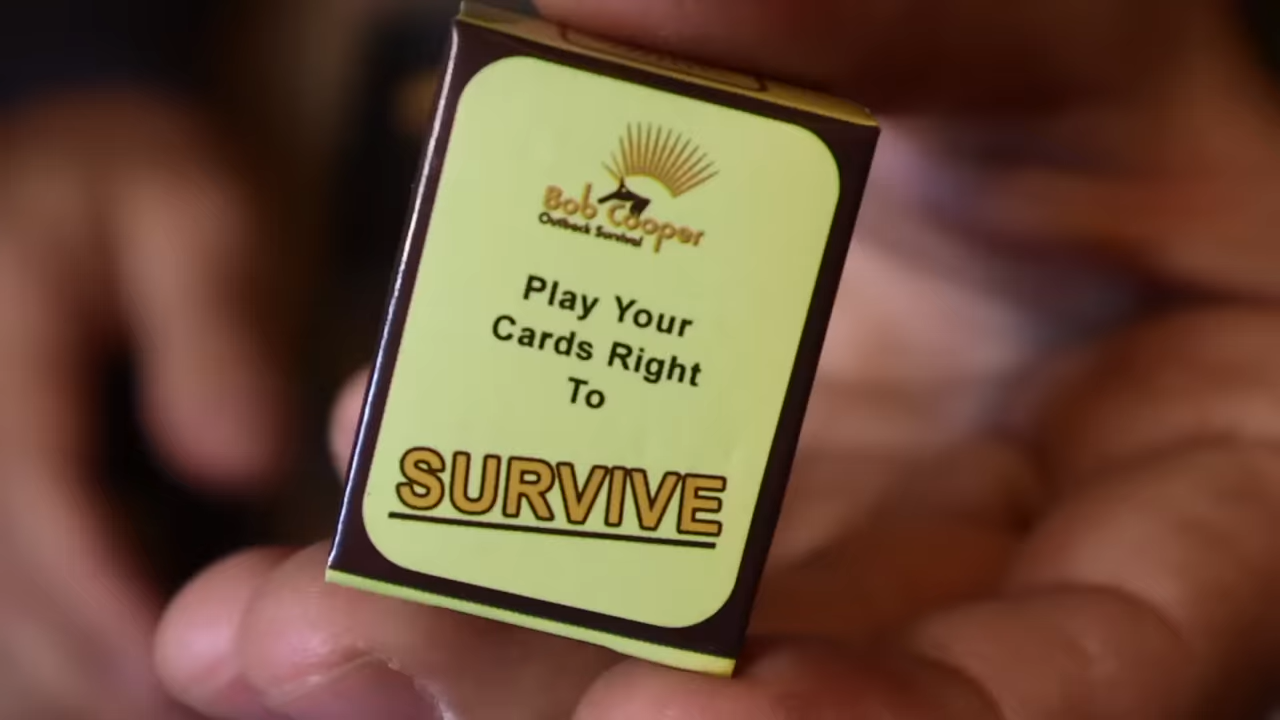 Bob Cooper
Outback Survival
Play Your
Cards Right
To
SURVIVE